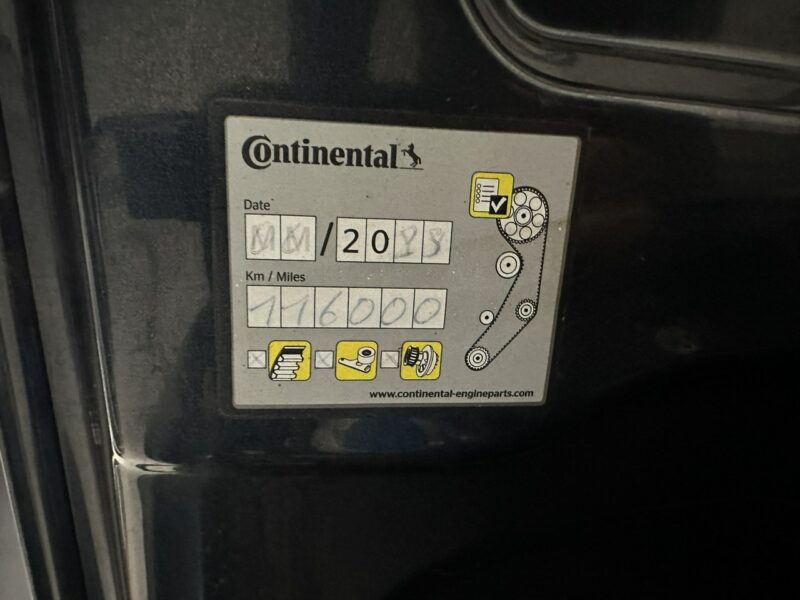 Continental
Date
/20
Km / Miles
116000
www.continental-engineparts.com